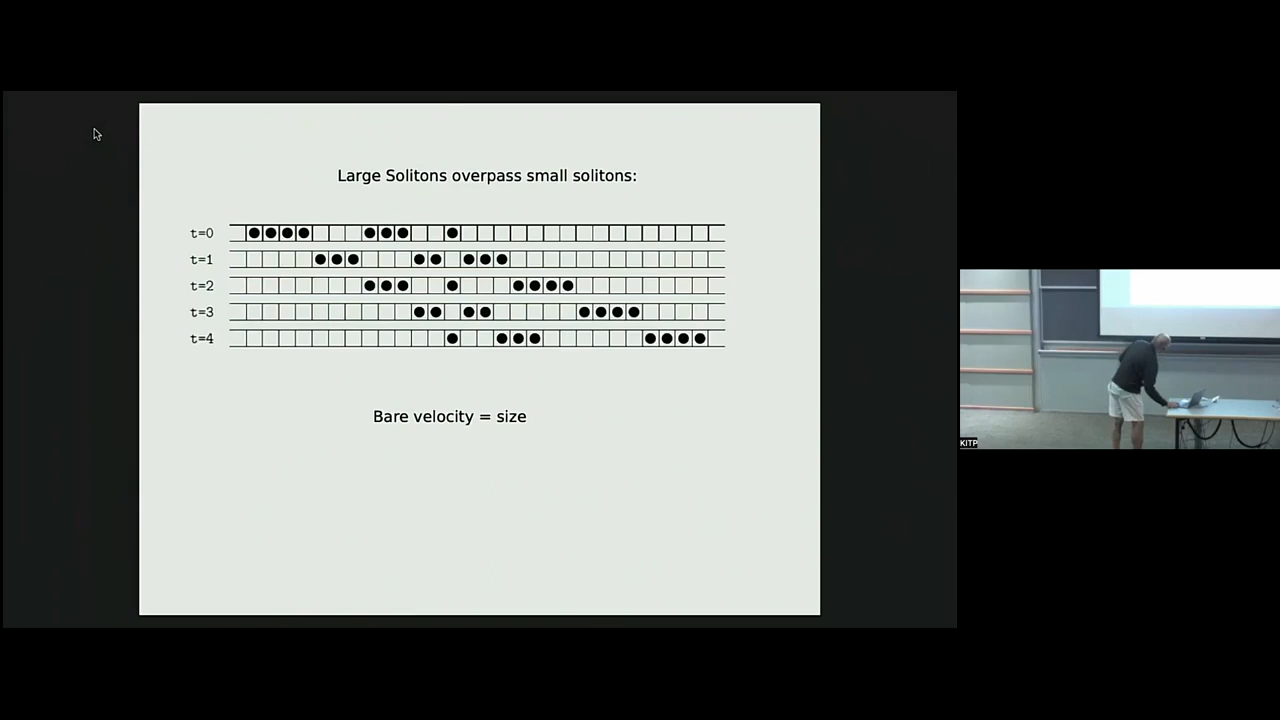 Large Solitons overpass small solitons:
t=0
t=1
t=2
t=3
t=4
Bare velocity = size
KITP